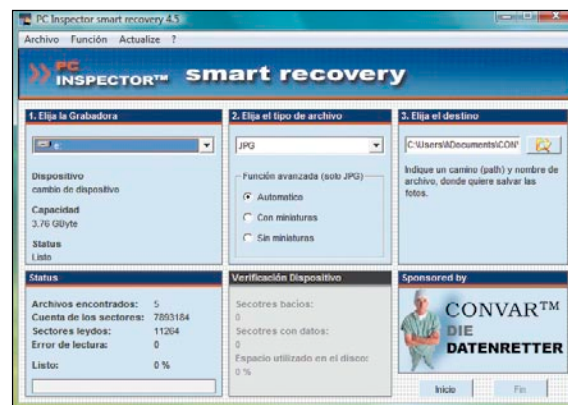 PC Inspector smart recovery 4.5
Archivo Función Actualize ?
PC
INSPECTOR™ smart recovery
1. Elija la Grabadora
e:
Dispositivo
cambio de dispositivo
Capacidad
3.76 GByte
Status
Listo
2. Elija el tipo de archivo
JPG
Función avanzada (solo JPG)
Automatico
Con miniaturas
Sin miniaturas
3. Elija el destino
Indique un camino (path) y nombre de
archivo, donde quiere salvar las
fotos.
Status
Archivos encontrados: 5
Cuenta de los sectores: 7893184
Sectores leydos: 11264
Error de lectura: 0
Listo: 0 %
Verificación Dispositivo
Secotres bacios:
0
Secotres con datos:
0
Espacio utilizado en el disco:
0 %
Sponsored by
CONVAR™
DIE
DATENRETTER
Inicio
Fin